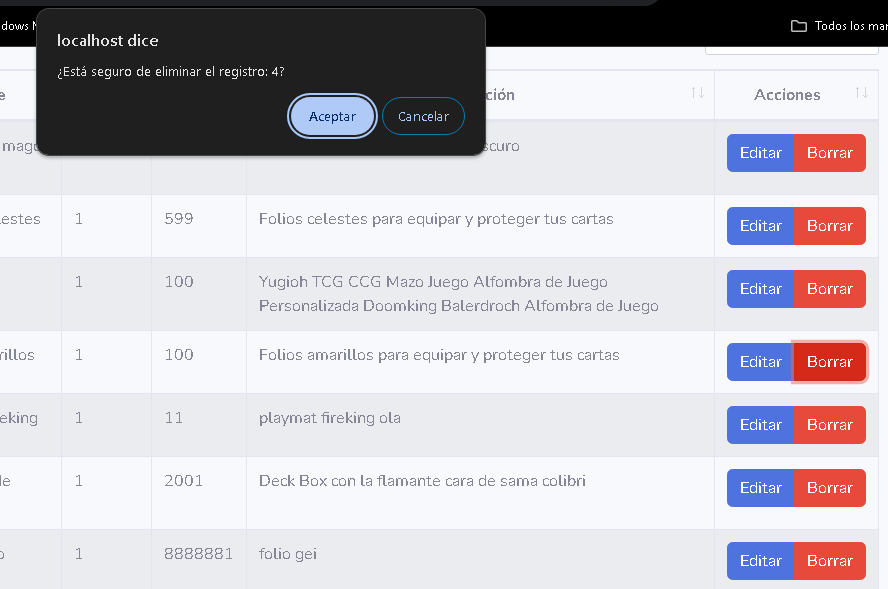 dows
Todos los mar
localhost dice
¿Está seguro de eliminar el registro: 4?
Aceptar Cancelar
e ción Acciones
mago scuro Editar Borrar
lestes 1 599 Folios celestes para equipar y proteger tus cartas Editar Borrar
1 100 Yugioh TCG CCG Mazo Juego Alfombra de Juego
Personalizada Doomking Balerdroch Alfombra de Juego Editar Borrar
rillos 1 100 Folios amarillos para equipar y proteger tus cartas Editar Borrar
eking 1 11 playmat fireking ola Editar Borrar
de 1 2001 Deck Box con la flamante cara de sama colibri Editar Borrar
o 1 8888881 folio gei Editar Borrar